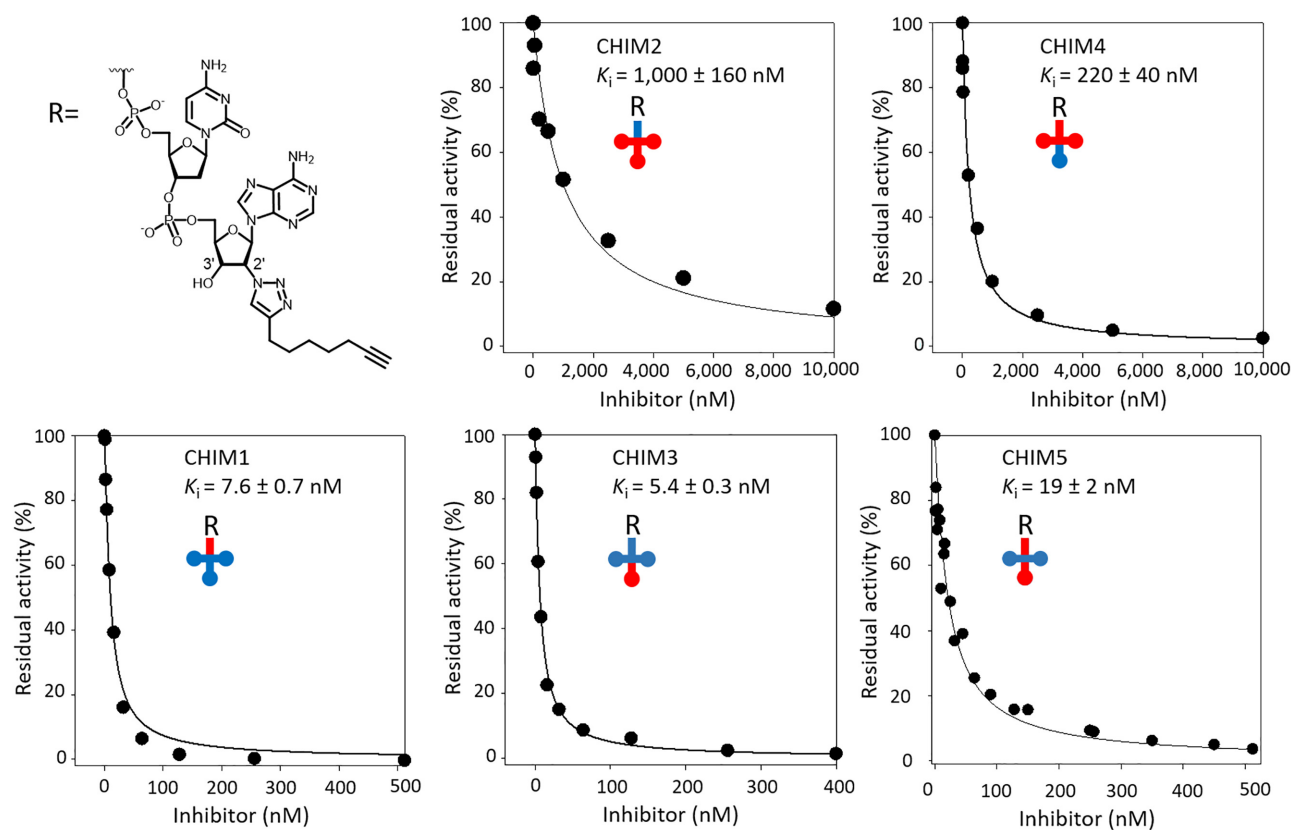 R=
O
P
O-
O
O
NH2
N
N
O
O
O
P
-O
O
O
NH2
N
N
N
N
O
3'
2'
HO
N
N
N
100
80
60
40
20
0
Residual activity (%)
CHIM2
Ki = 1,000 ± 160 nM
R
0 2,000 4,000 6,000 8,000 10,000
Inhibitor (nM)
100
80
60
40
20
0
Residual activity (%)
CHIM4
Ki = 220 ± 40 nM
R
0 2,000 4,000 6,000 8,000 10,000
Inhibitor (nM)
100
80
60
40
20
0
Residual activity (%)
CHIM1
Ki = 7.6 ± 0.7 nM
R
0 100 200 300 400 500
Inhibitor (nM)
100
80
60
40
20
0
Residual activity (%)
CHIM3
Ki = 5.4 ± 0.3 nM
R
0 100 200 300 400
Inhibitor (nM)
100
80
60
40
20
0
Residual activity (%)
CHIM5
Ki = 19 ± 2 nM
R
0 100 200 300 400 500
Inhibitor (nM)